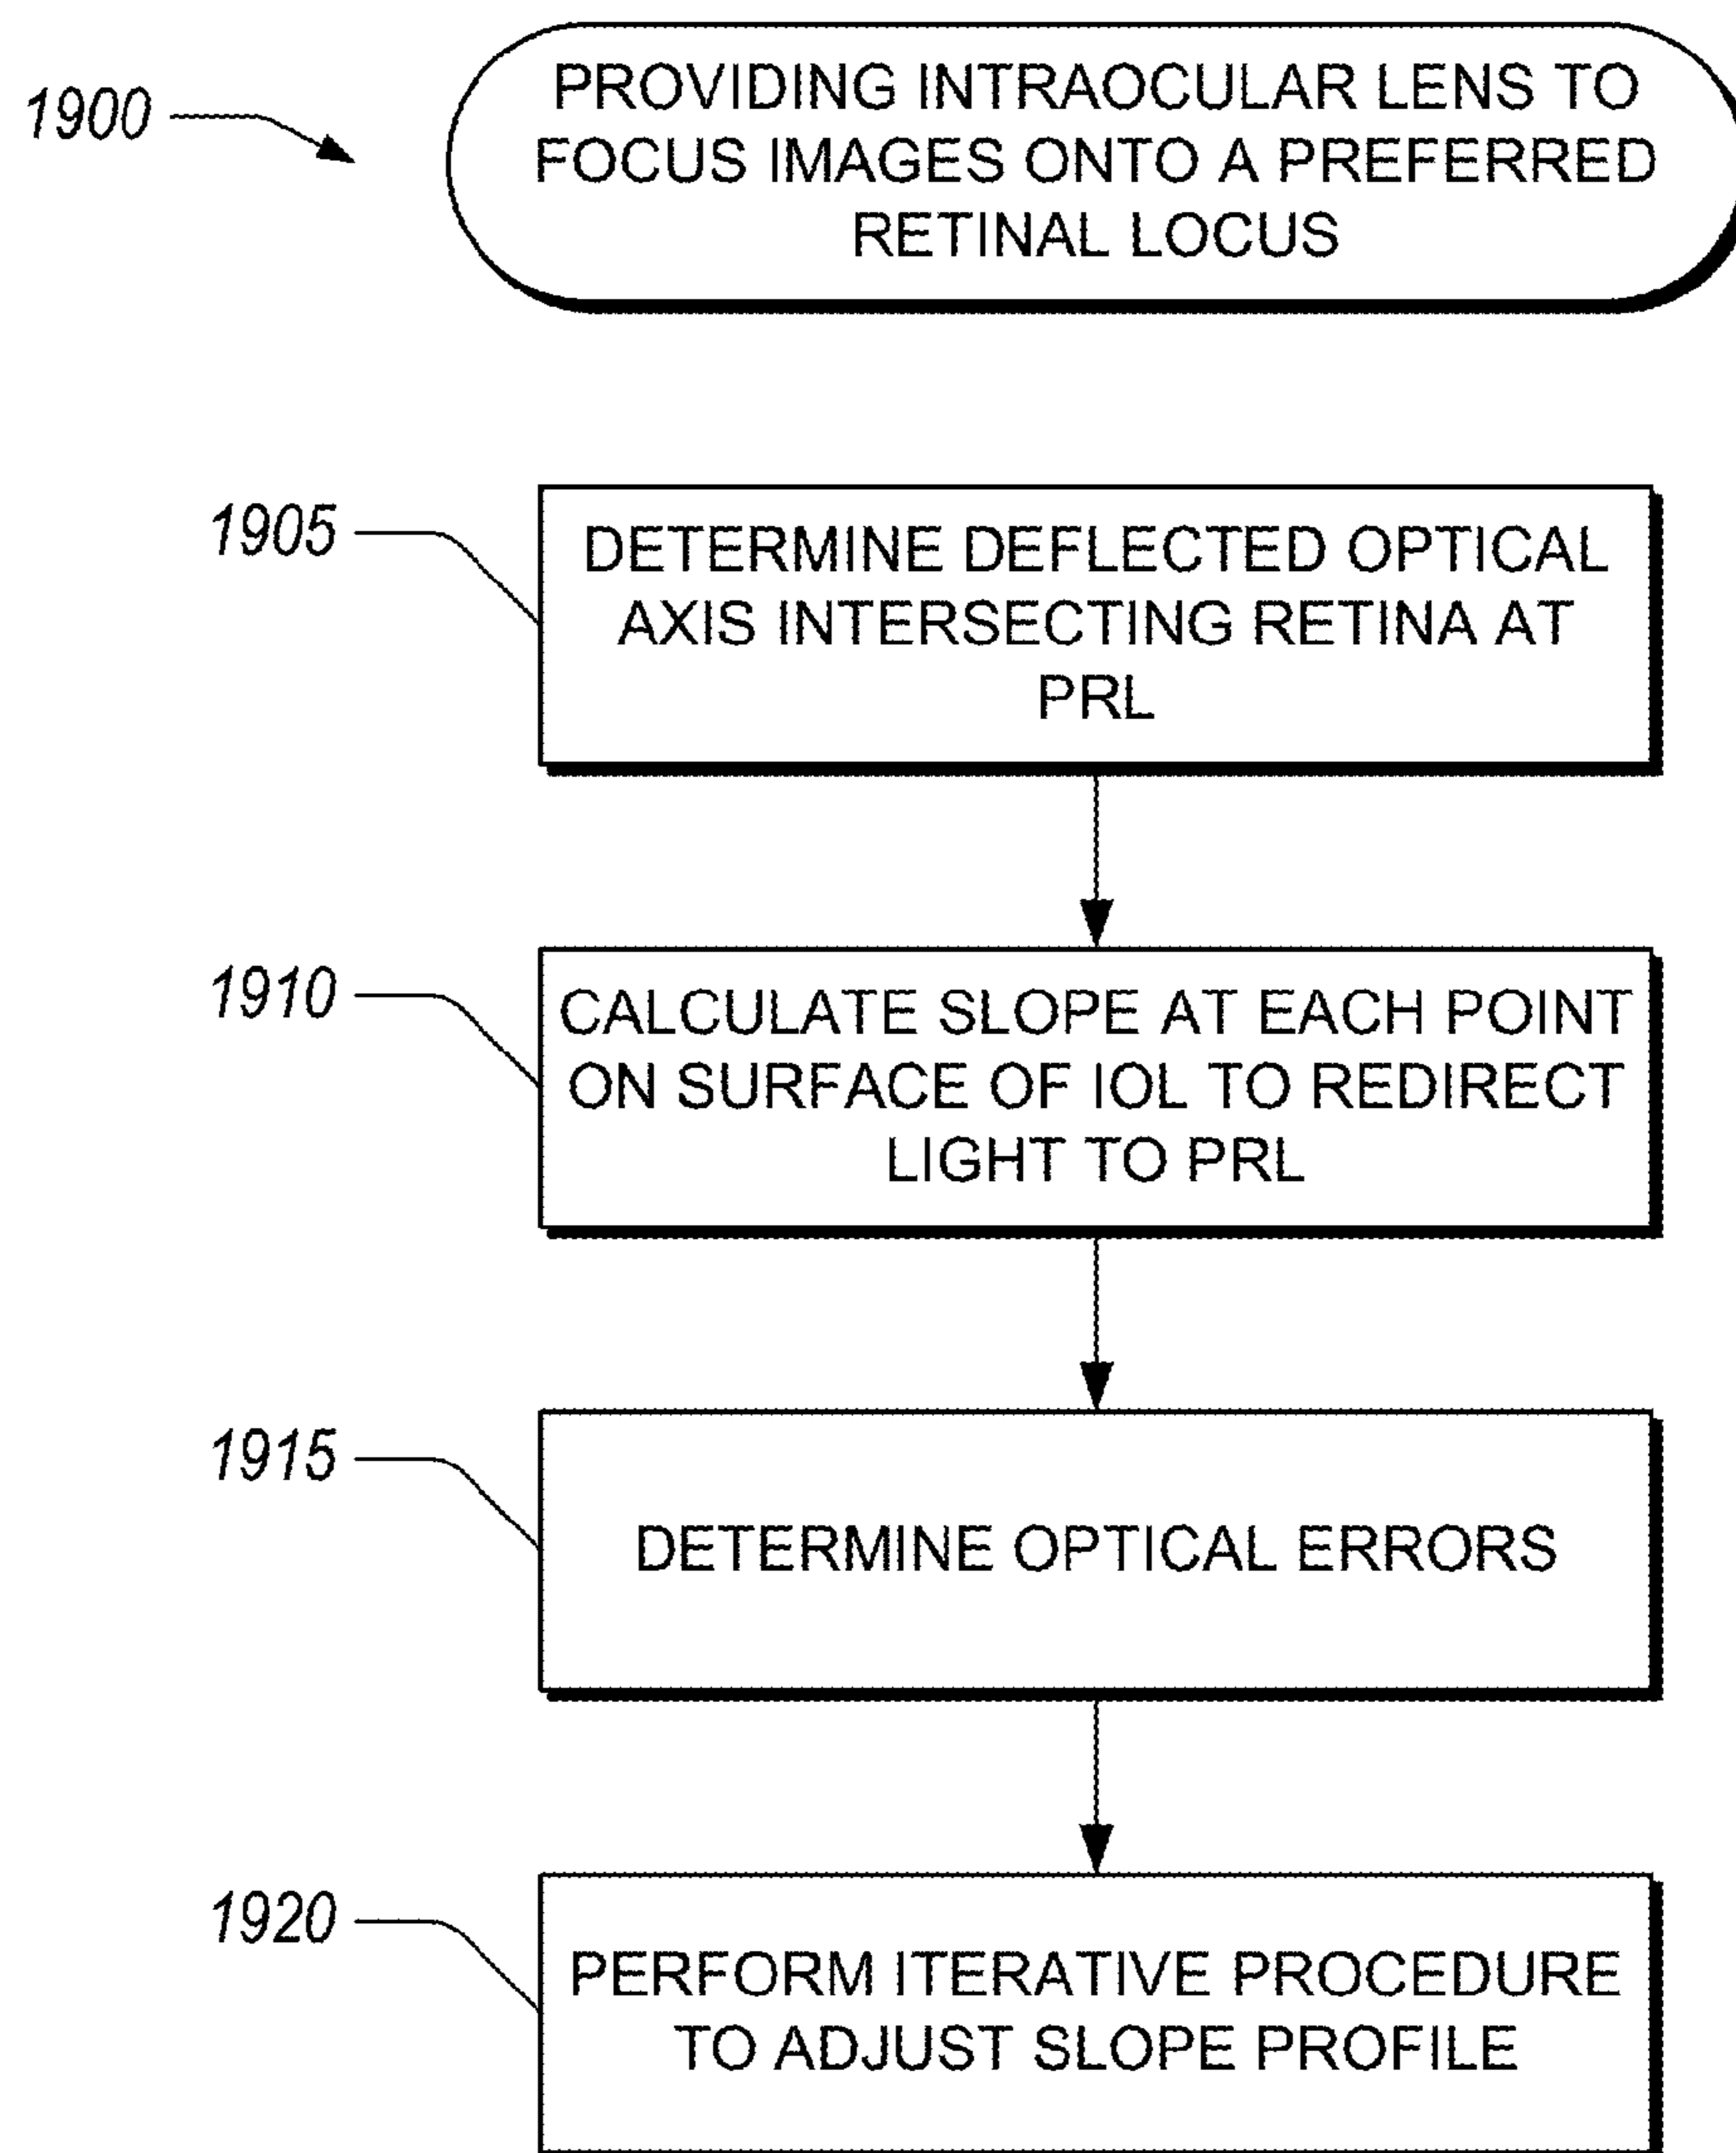 1900
PROVIDING INTRAOCULAR LENS TO
FOCUS IMAGES ONTO A PREFERRED
RETINAL LOCUS
1905
DETERMINE DEFLECTED OPTICAL
AXIS INTERSECTING RETINA AT
PRL
1910
CALCULATE SLOPE AT EACH POINT
ON SURFACE OF IOL TO REDIRECT
LIGHT TO PRL
1915
DETERMINE OPTICAL ERRORS
1920
PERFORM ITERATIVE PROCEDURE
TO ADJUST SLOPE PROFILE